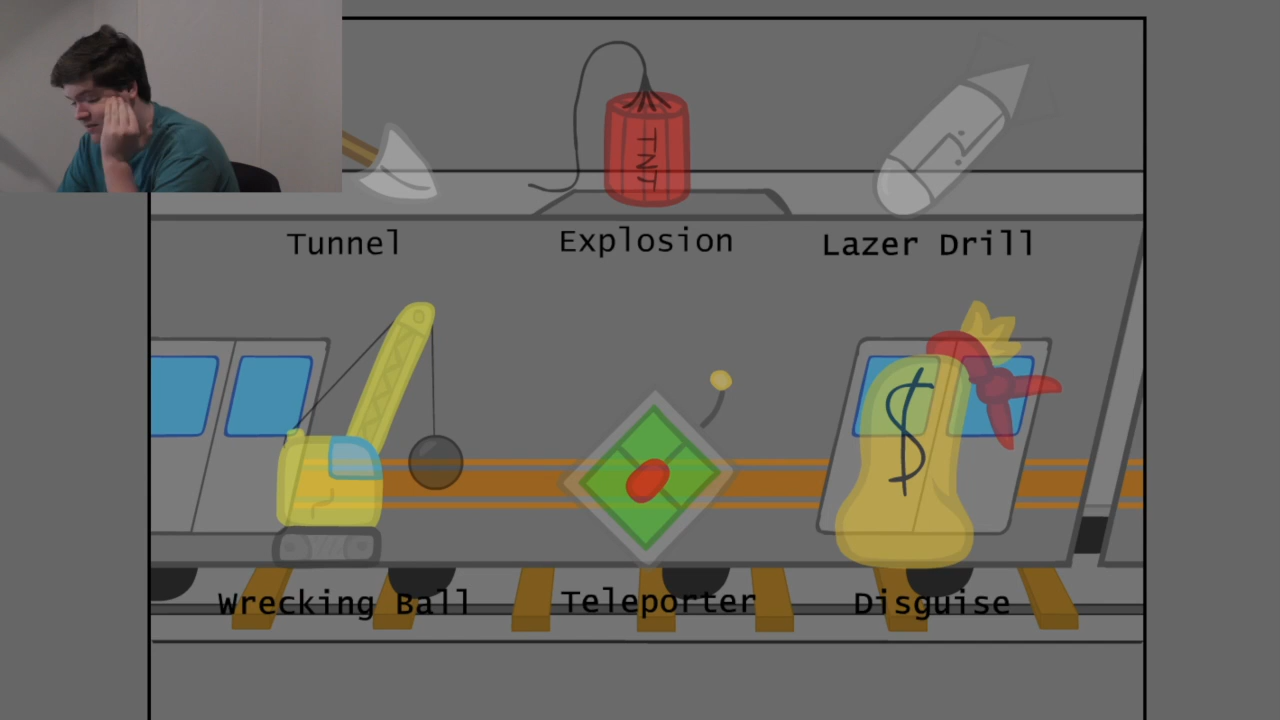 TNT
Tunnel
Explosion
Lazer Drill
$
Wrecking Ball
Teleporter
Disguise